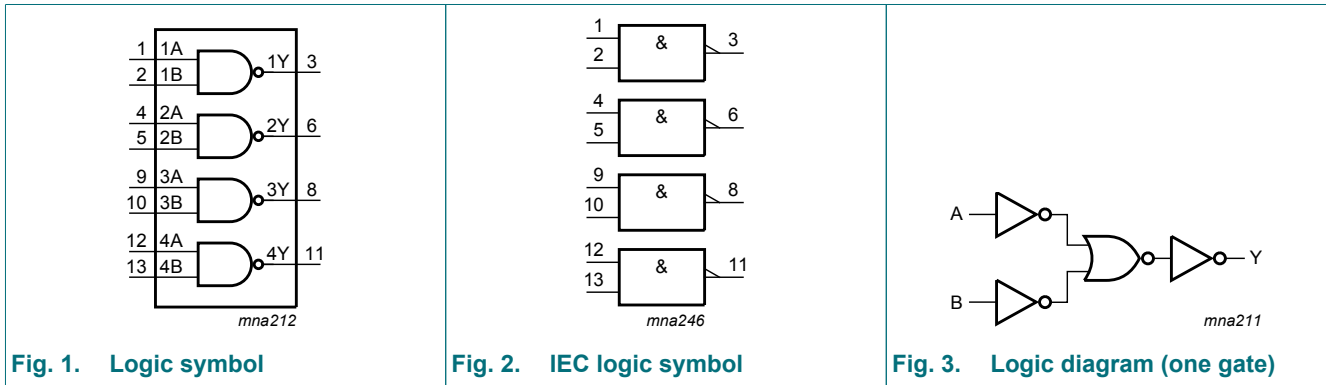 1 1A
1Y 3
2 1B
4 2A
2Y 6
5 2B
9 3A
3Y 8
10 3B
12 4A
4Y 11
13 4B
mna212
Fig. 1. Logic symbol
1
&
3
2
4
&
6
5
9
&
8
10
12
&
11
13
mna246
Fig. 2. IEC logic symbol
A
Y
B
mna211
Fig. 3. Logic diagram (one gate)